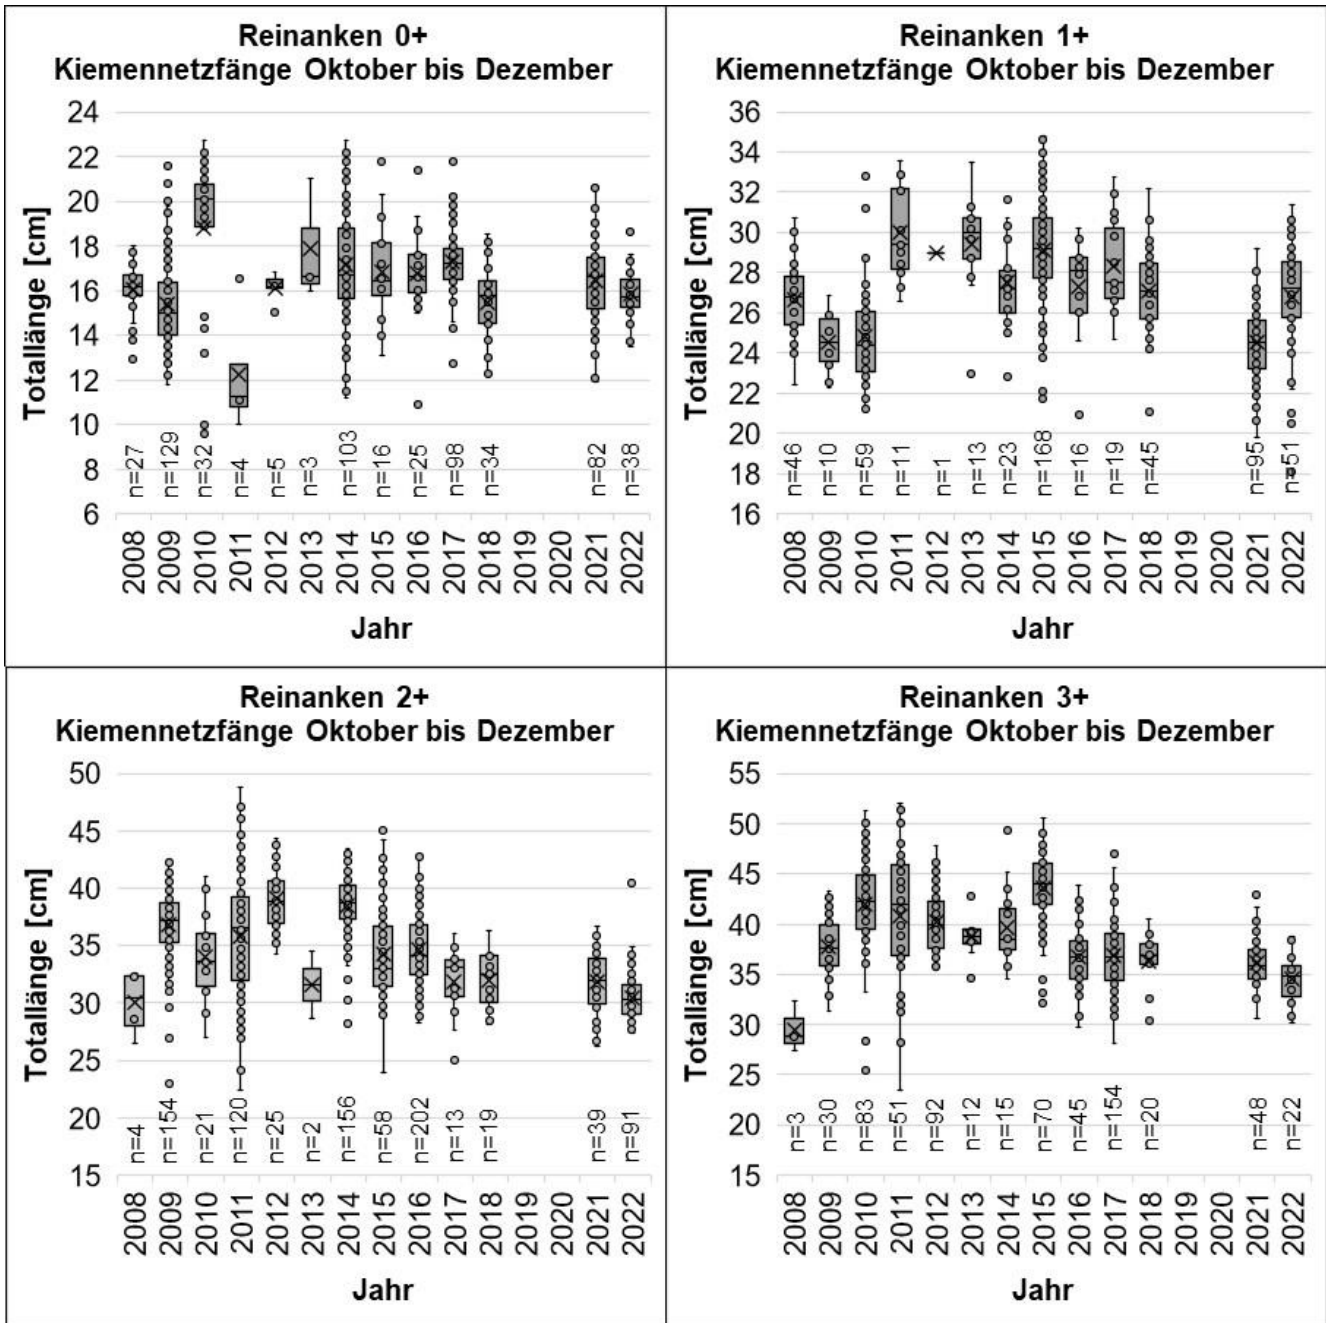 Reinanken 0+
Kiemennetzfänge Oktober bis Dezember
Totallänge [cm]
24
22
20
18
16
14
12
10
8
6
n=27
n=129
n=32
n=4
n=5
n=3
n=103
n=16
n=25
n=98
n=34
n=82
n=38
2008
2009
2010
2011
2012
2013
2014
2015
2016
2017
2018
2019
2020
2021
2022
Jahr
Reinanken 1+
Kiemennetzfänge Oktober bis Dezember
Totallänge [cm]
36
34
32
30
28
26
24
22
20
18
16
n=46
n=10
n=59
n=11
n=1
n=13
n=23
n=168
n=16
n=19
n=45
n=95
n=51
2008
2009
2010
2011
2012
2013
2014
2015
2016
2017
2018
2019
2020
2021
2022
Jahr
Reinanken 2+
Kiemennetzfänge Oktober bis Dezember
Totallänge [cm]
50
45
40
35
30
25
20
15
n=4
n=154
n=21
n=120
n=25
n=2
n=156
n=58
n=202
n=13
n=19
n=39
n=91
2008
2009
2010
2011
2012
2013
2014
2015
2016
2017
2018
2019
2020
2021
2022
Jahr
Reinanken 3+
Kiemennetzfänge Oktober bis Dezember
Totallänge [cm]
55
50
45
40
35
30
25
20
15
n=3
n=30
n=83
n=51
n=92
n=12
n=15
n=70
n=45
n=154
n=20
n=48
n=22
2008
2009
2010
2011
2012
2013
2014
2015
2016
2017
2018
2019
2020
2021
2022
Jahr